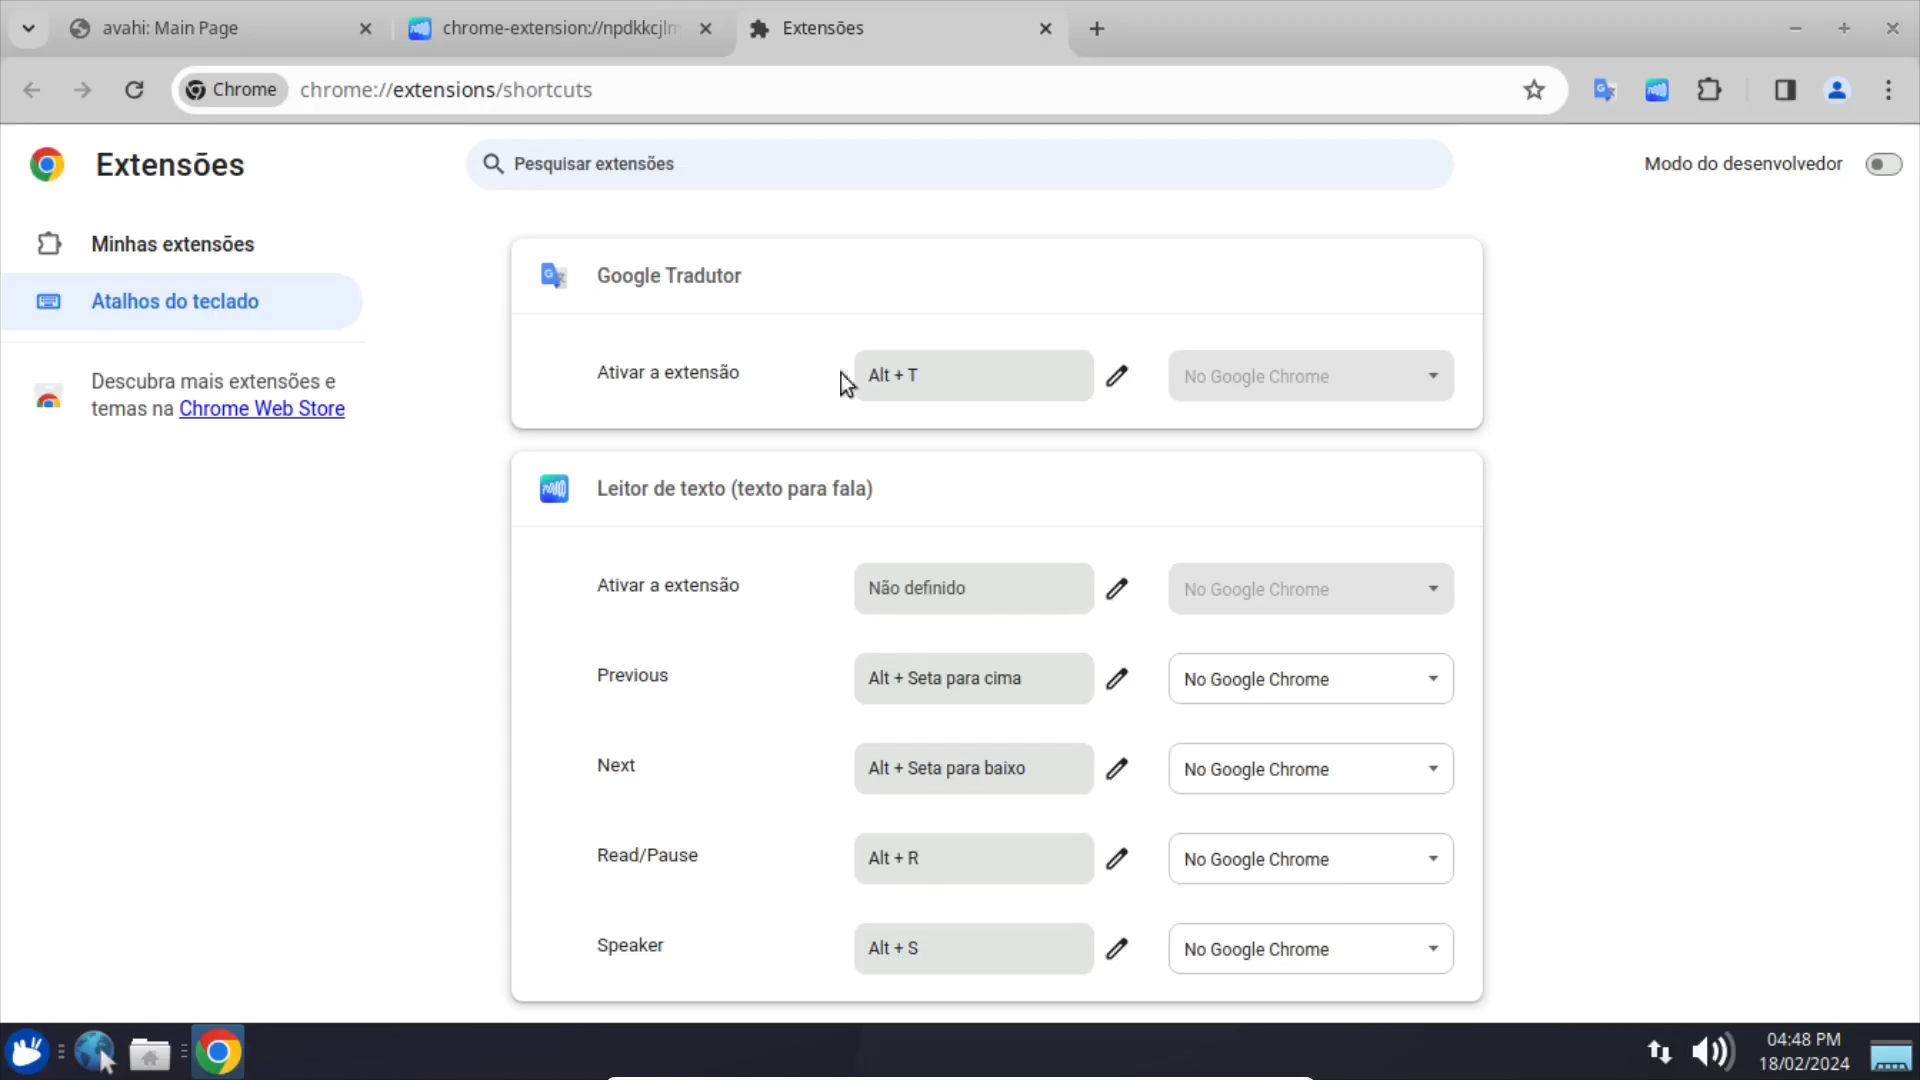 avahi: Main Page
chrome-extension://npdkkcjlm
Extensões
Chrome
chrome://extensions/shortcuts
Extensões
Pesquisar extensões
Modo do desenvolvedor
Minhas extensões
Atalhos do teclado
Descubra mais extensões e
temas na Chrome Web Store
Google Tradutor
Ativar a extensão
Alt + T
No Google Chrome
Leitor de texto (texto para fala)
Ativar a extensão
Não definido
No Google Chrome
Previous
Alt + Seta para cima
No Google Chrome
Next
Alt + Seta para baixo
No Google Chrome
Read/Pause
Alt + R
No Google Chrome
Speaker
Alt + S
No Google Chrome
04:48 PM
18/02/2024